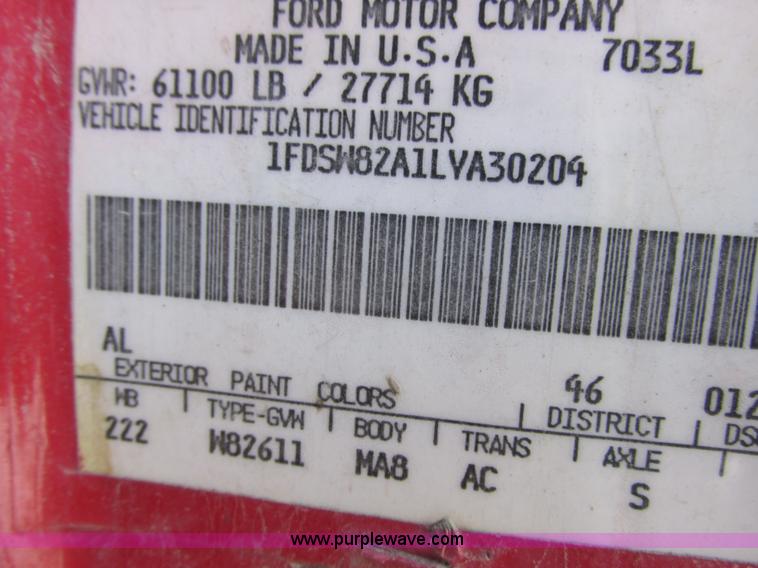 FORD MOTOR COMPANY
MADE IN U.S.A 7033L
GVWR: 61100 LB / 27714 KG
VEHICLE IDENTIFICATION NUMBER
1FDSW82A1LVA30204
AL
EXTERIOR PAINT COLORS 46 012
WB TYPE-GVW BODY TRANS DISTRICT AXLE DS
222 W82611 MA8 AC S
www.purplewave.com